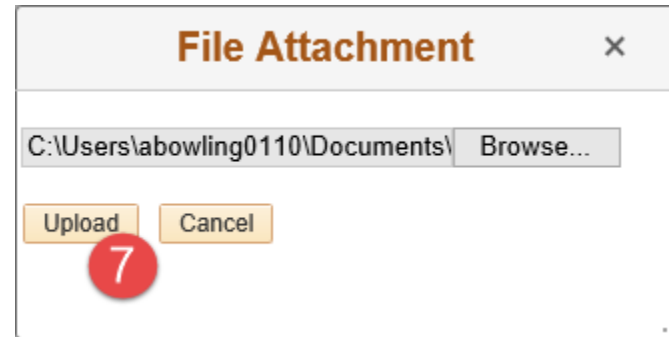 File Attachment ×
C:\Users\abowling0110\Documents\ Browse...
Upload Cancel
7